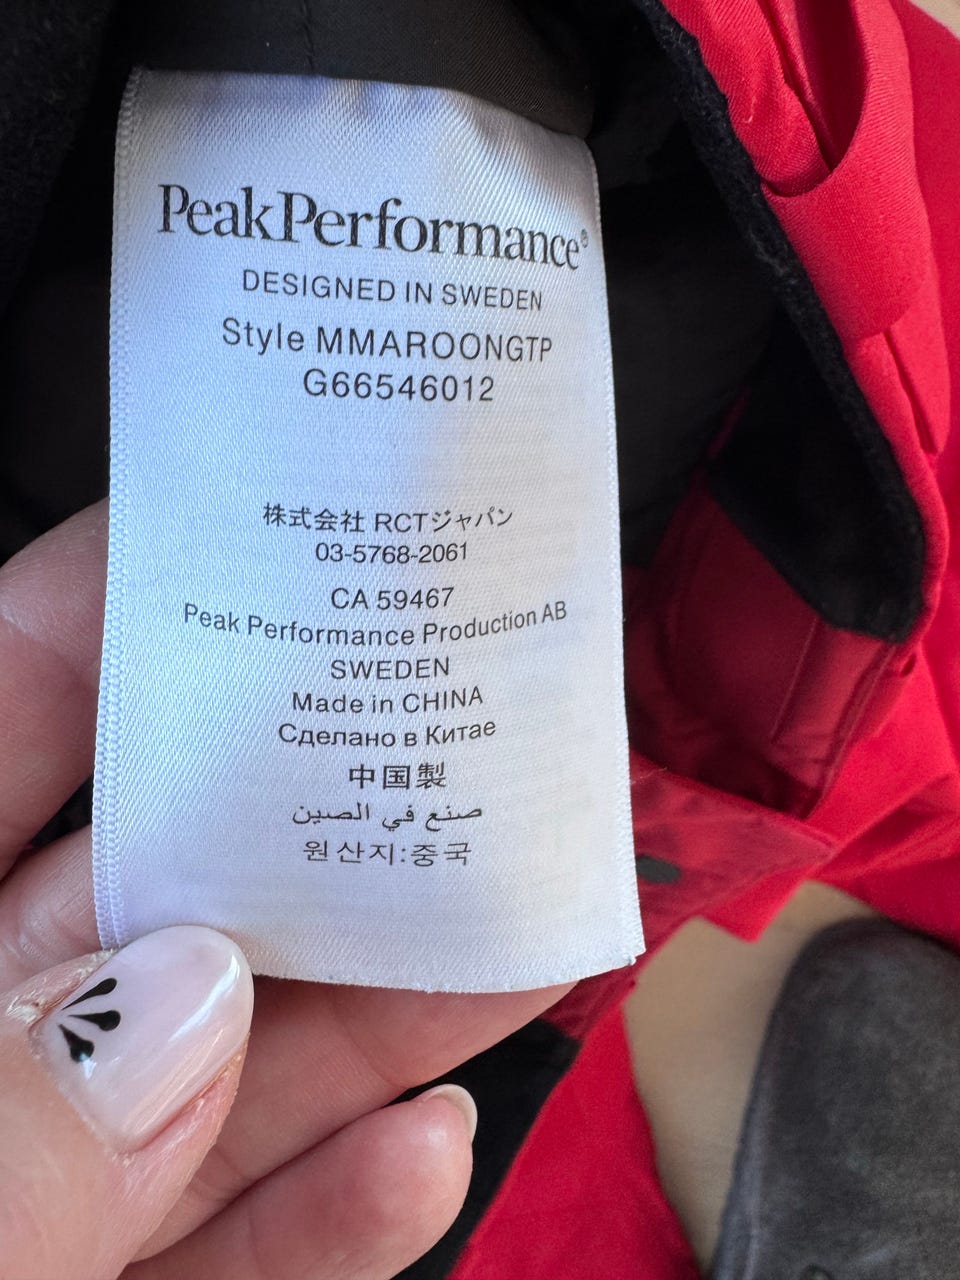 PeakPerformance®
DESIGNED IN SWEDEN
Style MMAROONGTP
G66546012
株式会社 RCTジャパン
03-5768-2061
CA 59467
Peak Performance Production AB
SWEDEN
Made in CHINA
Сделано в Китае
中国製
صنع في الصين
원산지:중국